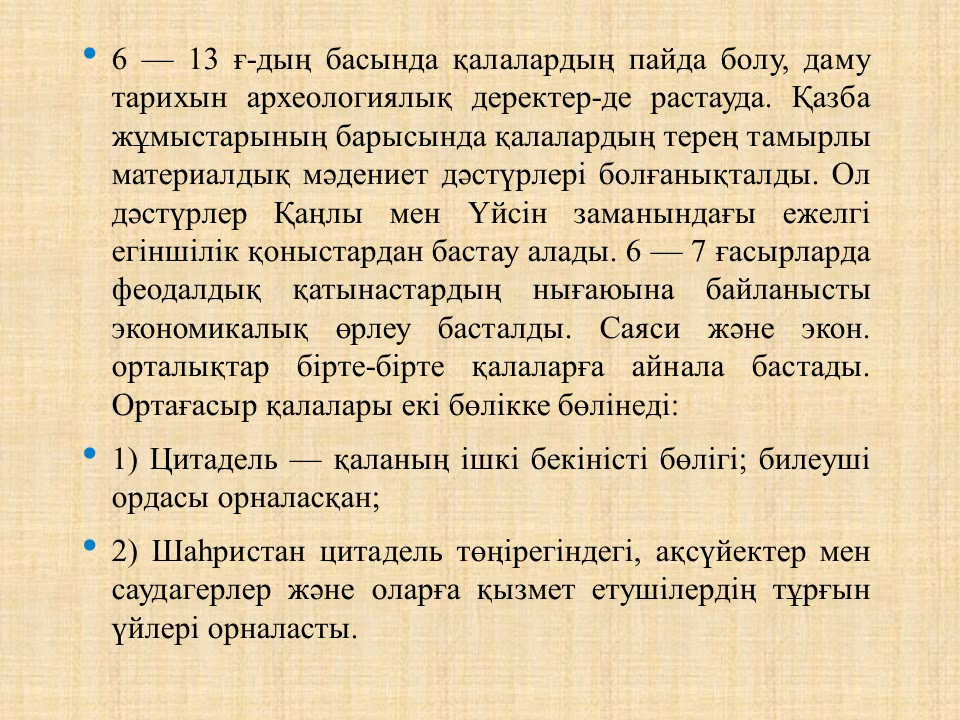 • 6 — 13 ғ-дың басында қалалардың пайда болу, даму
тарихын археологиялық деректер-де растауда. Қазба
жұмыстарының барысында қалалардың терең тамырлы
материалдық мәдениет дәстүрлері болғанықталды. Ол
дәстүрлер Қаңлы мен Үйсін заманындағы ежелгі
егіншілік қоныстардан бастау алады. 6 — 7 ғасырларда
феодалдық қатынастардың нығаюына байланысты
экономикалық өрлеу басталды. Саяси және экон.
орталықтар бірте-бірте қалаларға айнала бастады.
Ортағасыр қалалары екі бөлікке бөлінеді:
• 1) Цитадель — қаланың ішкі бекіністі бөлігі; билеуші
ордасы орналасқан;
• 2) Шаһристан цитадель төңірегіндегі, ақсүйектер мен
саудагерлер және оларға қызмет етушілердің тұрғын
үйлері орналасты.